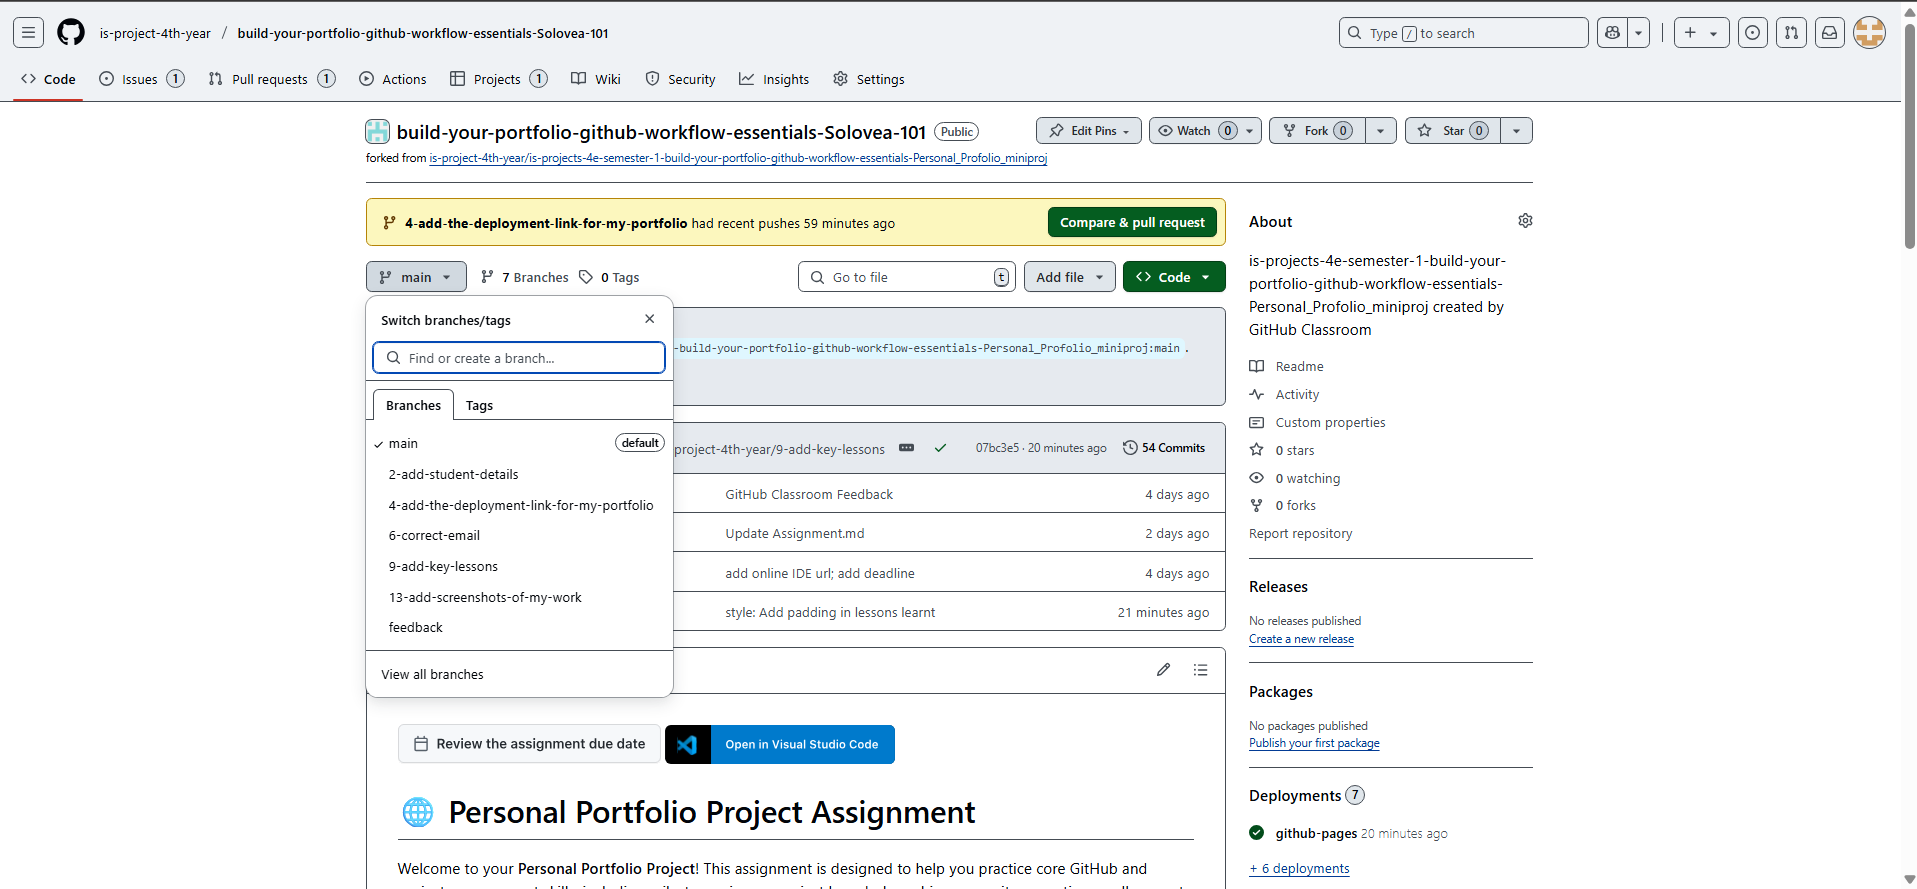 is-project-4th-year / build-your-portfolio-github-workflow-essentials-Solovea-101
Type / to search
Code Issues 1 Pull requests 1 Actions Projects 1 Wiki Security Insights Settings
build-your-portfolio-github-workflow-essentials-Solovea-101 Public
Edit Pins Watch 0 Fork 0 Star 0
forked from is-project-4th-year/is-projects-4e-semester-1-build-your-portfolio-github-workflow-essentials-Personal_Profolio_miniproj
4-add-the-deployment-link-for-my-portfolio had recent pushes 59 minutes ago
Compare & pull request
main 7 Branches 0 Tags
Go to file t Add file Code
Switch branches/tags
Find or create a branch...
Branches Tags
main default
2-add-student-details
4-add-the-deployment-link-for-my-portfolio
6-correct-email
9-add-key-lessons
13-add-screenshots-of-my-work
feedback
View all branches
-build-your-portfolio-github-workflow-essentials-Personal_Profolio_miniproj:main .
project-4th-year/9-add-key-lessons 07bc3e5 · 20 minutes ago 54 Commits
GitHub Classroom Feedback 4 days ago
Update Assignment.md 2 days ago
add online IDE url; add deadline 4 days ago
style: Add padding in lessons learnt 21 minutes ago
Review the assignment due date Open in Visual Studio Code
Personal Portfolio Project Assignment
Welcome to your Personal Portfolio Project! This assignment is designed to help you practice core GitHub and
About
is-projects-4e-semester-1-build-your-
portfolio-github-workflow-essentials-
Personal_Profolio_miniproj created by
GitHub Classroom
Readme
Activity
Custom properties
0 stars
0 watching
0 forks
Report repository
Releases
No releases published
Create a new release
Packages
No packages published
Publish your first package
Deployments 7
github-pages 20 minutes ago
+ 6 deployments